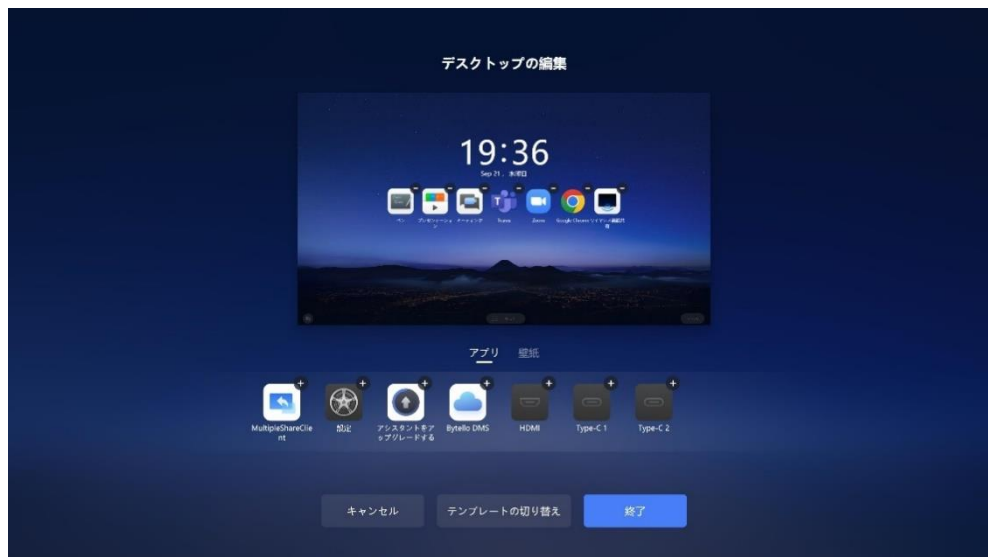 デスクトップの編集
19:36
Sep 21, 水曜日
Teams
Zoom
Google Chrome
アプリ 壁紙
MultipleShareClie
nt
設定
アシスタントをア
ップグレードする
Bytello DMS
HDMI
Type-C 1
Type-C 2
キャンセル テンプレートの切り替え 終了